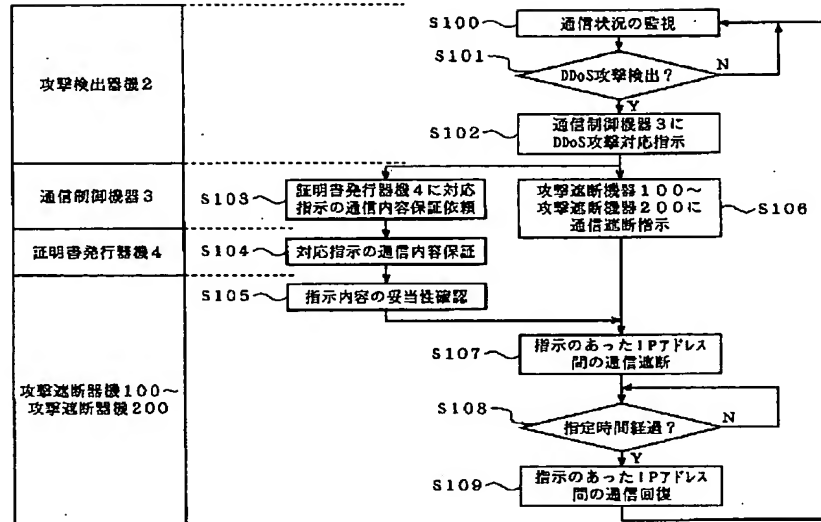 S100
通信状況の監視
S101
DDoS攻撃検出？
N
Y
攻撃検出器機2
S102
通信制御機器3に
DDoS攻撃対応指示
通信制御機器3
S103
証明書発行器機4に対応
指示の通信内容保証依頼
攻撃遮断機器100～
攻撃遮断機器200に
通信遮断指示
S106
証明書発行器機4
S104
対応指示の通信内容保証
S105
指示内容の妥当性確認
S107
指示のあったIPアドレス
間の通信遮断
攻撃遮断器機100～
攻撃遮断器機200
S108
指定時間経過？
N
Y
S109
指示のあったIPアドレス
間の通信回復